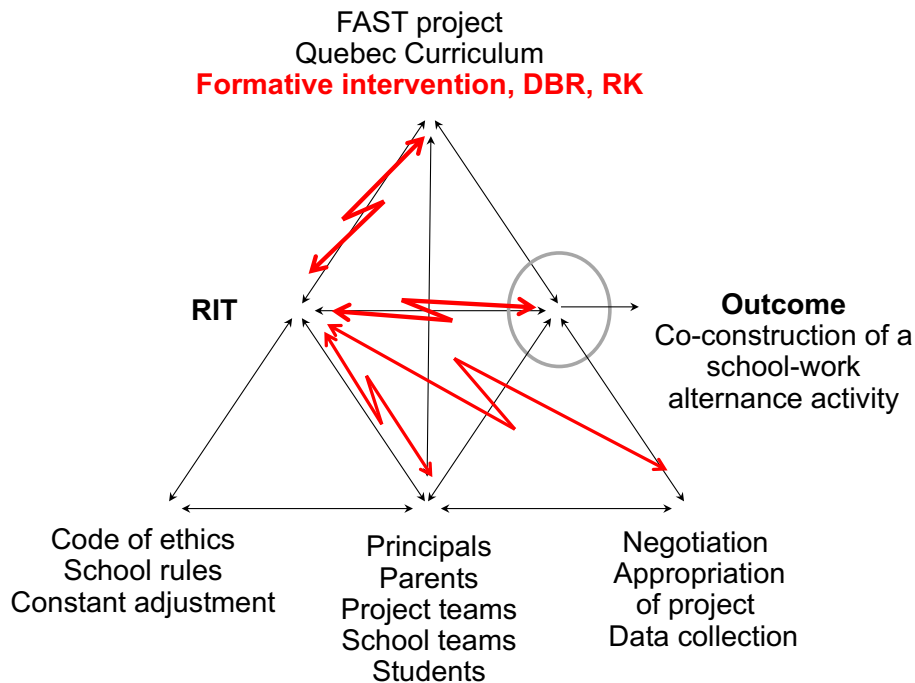 FAST project
Quebec Curriculum
Formative intervention, DBR, RK
RIT
Outcome
Co-construction of a
school-work
alternance activity
Code of ethics
School rules
Constant adjustment
Principals
Parents
Project teams
School teams
Students
Negotiation
Appropriation
of project
Data collection